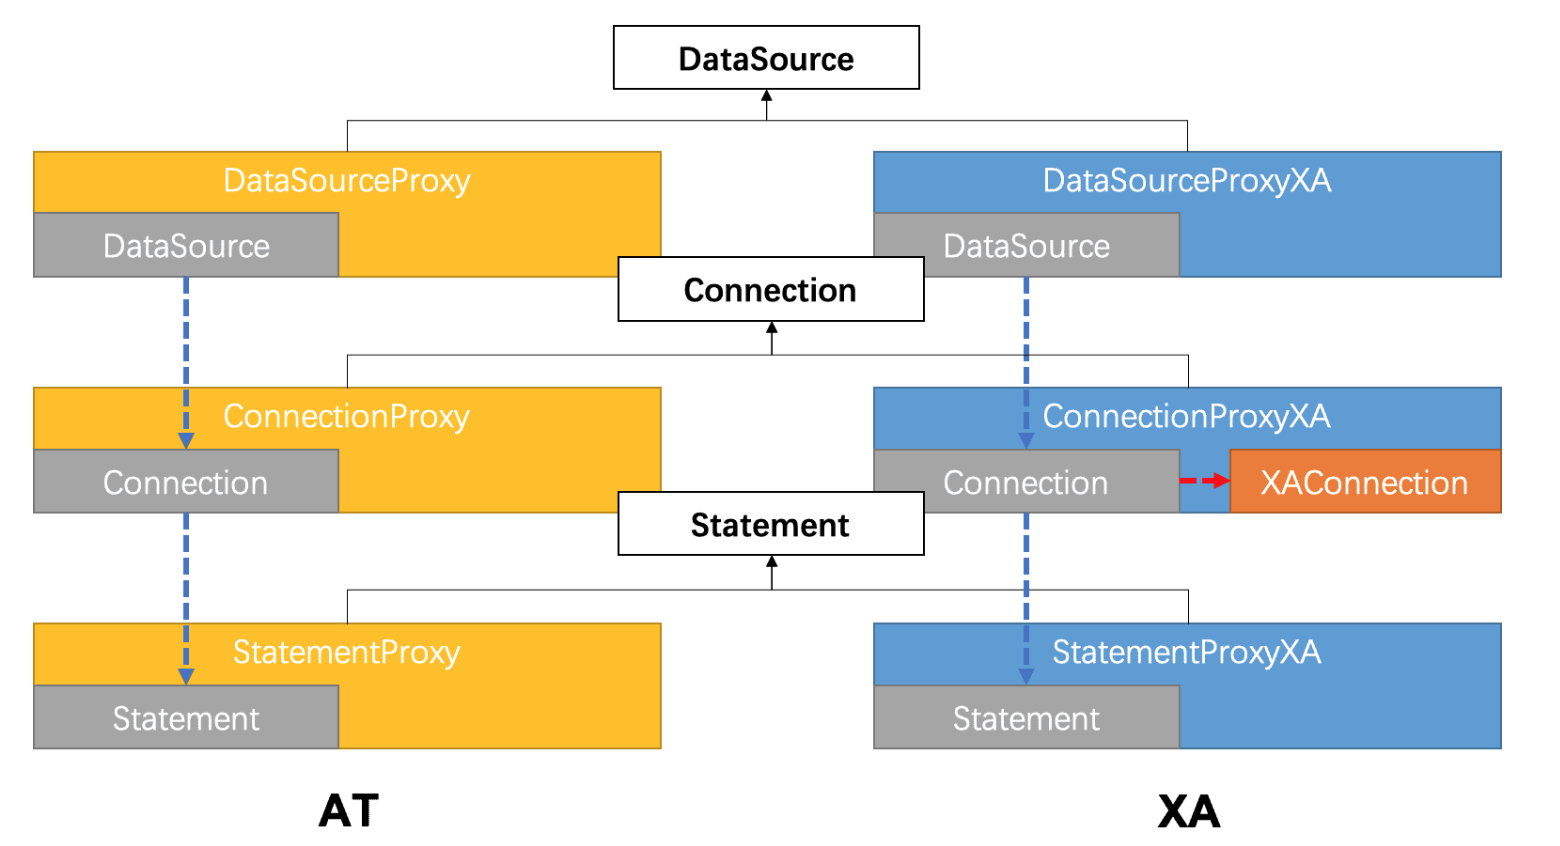 DataSource
DataSourceProxy
DataSourceProxyXA
DataSource
DataSource
Connection
ConnectionProxy
ConnectionProxyXA
Connection
Connection
XAConnection
Statement
StatementProxy
StatementProxyXA
Statement
Statement
AT
XA